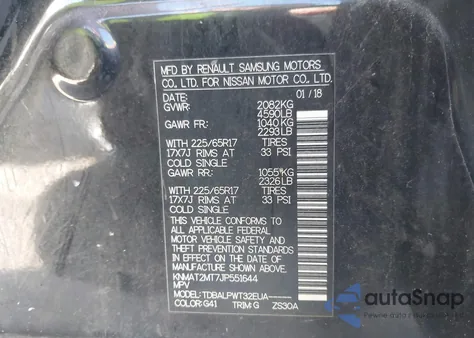 MFD BY RENAULT SAMSUNG MOTORS
CO. LTD. FOR NISSAN MOTOR CO., LTD.
DATE: 01 / 18
GVWR: 2082KG
4590LB
GAWR FR: 1040KG
2293LB
WITH 225/65R17 TIRES
17X7J RIMS AT 33 PSI
COLD SINGLE
GAWR RR: 1055KG
2326LB
WITH 225/65R17 TIRES
17X7J RIMS AT 33 PSI
COLD SINGLE
THIS VEHICLE CONFORMS TO
ALL APPLICABLE FEDERAL
MOTOR VEHICLE SAFETY
STANDARDS IN EFFECT ON
THE DATE OF MANUFACTURE
SHOWN ABOVE.
KNMAT2MT7JP551644
MPV
MODEL:TDBALPWT32EUA------
COLOR:G41 TRIM:G ZS30A
autoSnap